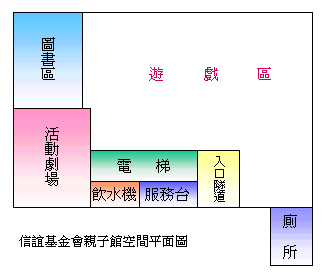 圖書區
遊戲區
活動劇場
電梯
入口隧道
飲水機
服務台
廁所
信誼基金會親子館空間平面圖